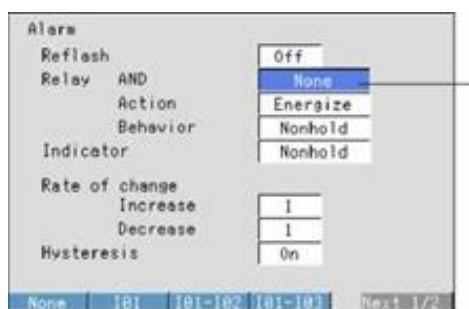 Alarm
Reflash Off
Relay AND None
Action Energize
Behavior Nonhold
Indicator Nonhold
Rate of change
Increase 1
Decrease 1
Hysteresis On
None I01 I01-I02 I01-I03 Next 1/2